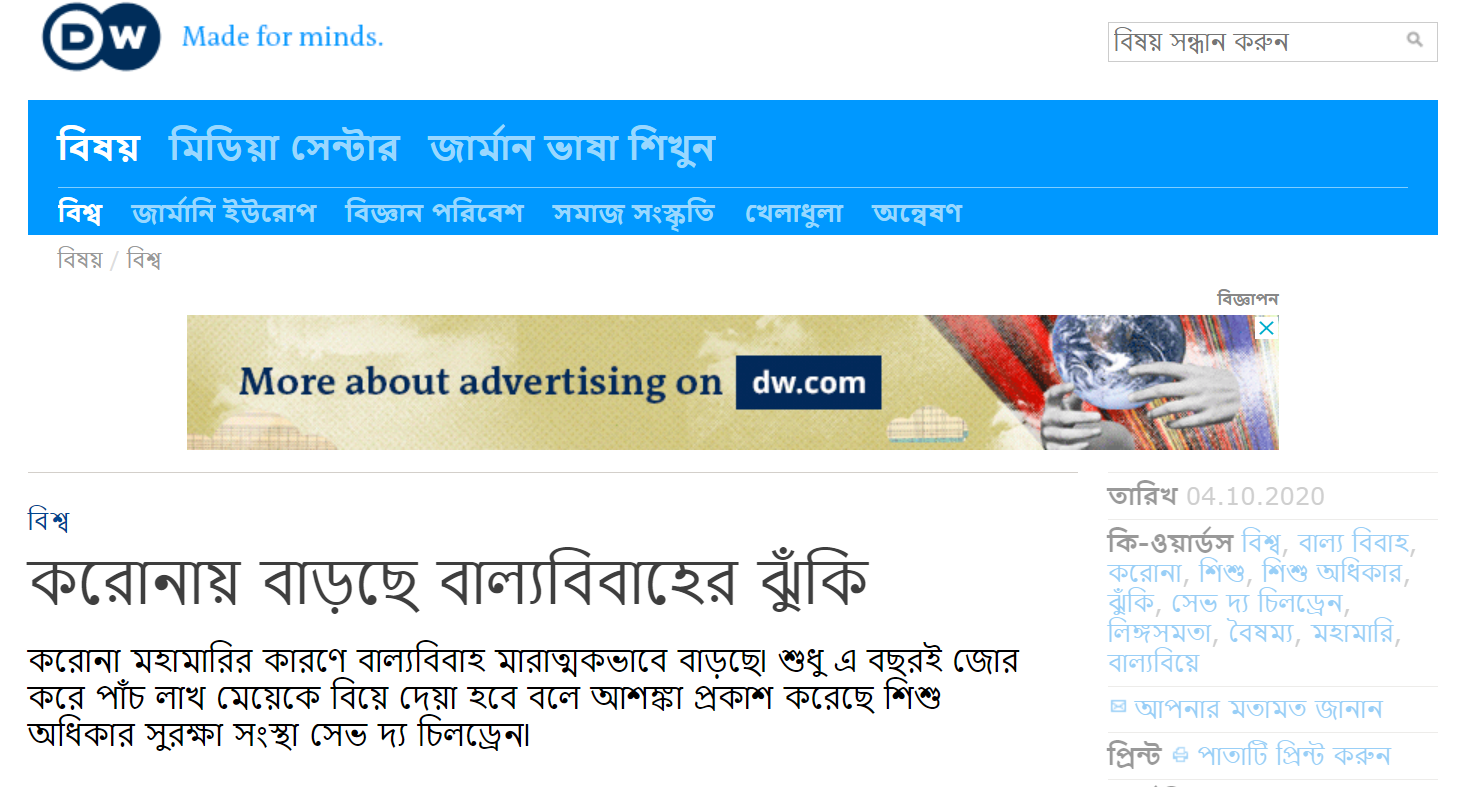 DW Made for minds.
বিষয় সন্ধান করুন
বিষয় মিডিয়া সেন্টার জার্মান ভাষা শিখুন
বিশ্ব জার্মানি ইউরোপ বিজ্ঞান পরিবেশ সমাজ সংস্কৃতি খেলাধুলা অন্বেষণ
বিষয় / বিশ্ব
বিজ্ঞাপন
More about advertising on dw.com
বিশ্ব
করোনায় বাড়ছে বাল্যবিবাহের ঝুঁকি
করোনা মহামারির কারণে বাল্যবিবাহ মারাত্মকভাবে বাড়ছে৷ শুধু এ বছরই জোর
করে পাঁচ লাখ মেয়েকে বিয়ে দেয়া হবে বলে আশঙ্কা প্রকাশ করেছে শিশু
অধিকার সুরক্ষা সংস্থা সেভ দ্য চিলড্রেন৷
তারিখ 04.10.2020
কি-ওয়ার্ডস বিশ্ব, বাল্য বিবাহ,
করোনা, শিশু, শিশু অধিকার,
ঝুঁকি, সেভ দ্য চিলড্রেন,
লিঙ্গসমতা, বৈষম্য, মহামারি,
বাল্যবিয়ে
আপনার মতামত জানান
প্রিন্ট পাতাটি প্রিন্ট করুন